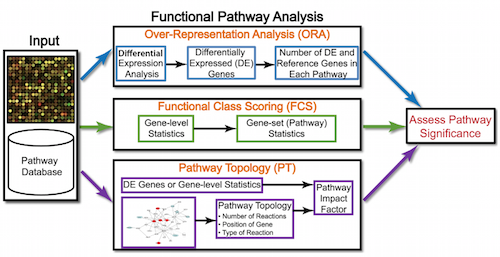 Functional Pathway Analysis
Input
Pathway
Database
Over-Representation Analysis (ORA)
Differential
Expression
Analysis
Differentially
Expressed (DE)
Genes
Number of DE and
Reference Genes in
Each Pathway
Functional Class Scoring (FCS)
Gene-level
Statistics
Gene-set (Pathway)
Statistics
Pathway Topology (PT)
DE Genes or Gene-level Statistics
Pathway Topology
• Number of Reactions
• Position of Gene
• Type of Reaction
Pathway
Impact
Factor
Assess Pathway
Significance